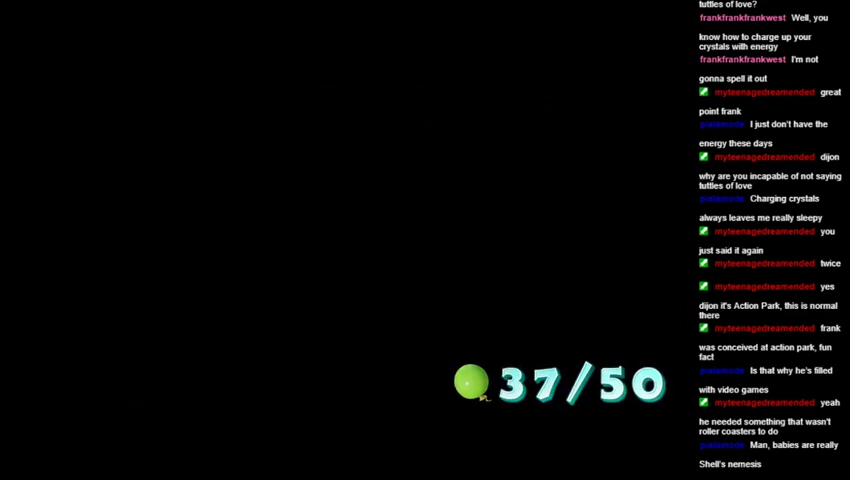 tuttles of love?
frankfrankfrankwest Well, you
know how to charge up your
crystals with energy
frankfrankfrankwest I'm not
gonna spell it out
myteenagedreamended great
point frank
I just don't have the
energy these days
myteenagedreamended dijon
why are you incapable of not saying
tuttles of love
Charging crystals
always leaves me really sleepy
myteenagedreamended you
just said it again
myteenagedreamended twice
myteenagedreamended yes
dijon it's Action Park, this is normal
there
myteenagedreamended frank
was conceived at action park, fun
fact
Is that why he's filled
with video games
myteenagedreamended yeah
he needed something that wasn't
roller coasters to do
Man, babies are really
Shell's nemesis
37/50